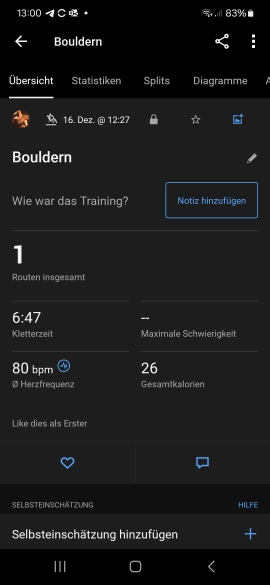 13:00
83%
Bouldern
Übersicht Statistiken Splits Diagramme A
16. Dez. @ 12:27
Bouldern
Wie war das Training?
Notiz hinzufügen
1
Routen insgesamt
6:47
Kletterzeit
--
Maximale Schwierigkeit
80 bpm
Ø Herzfrequenz
26
Gesamtkalorien
Like dies als Erster
SELBSTEINSCHÄTZUNG
HILFE
Selbsteinschätzung hinzufügen